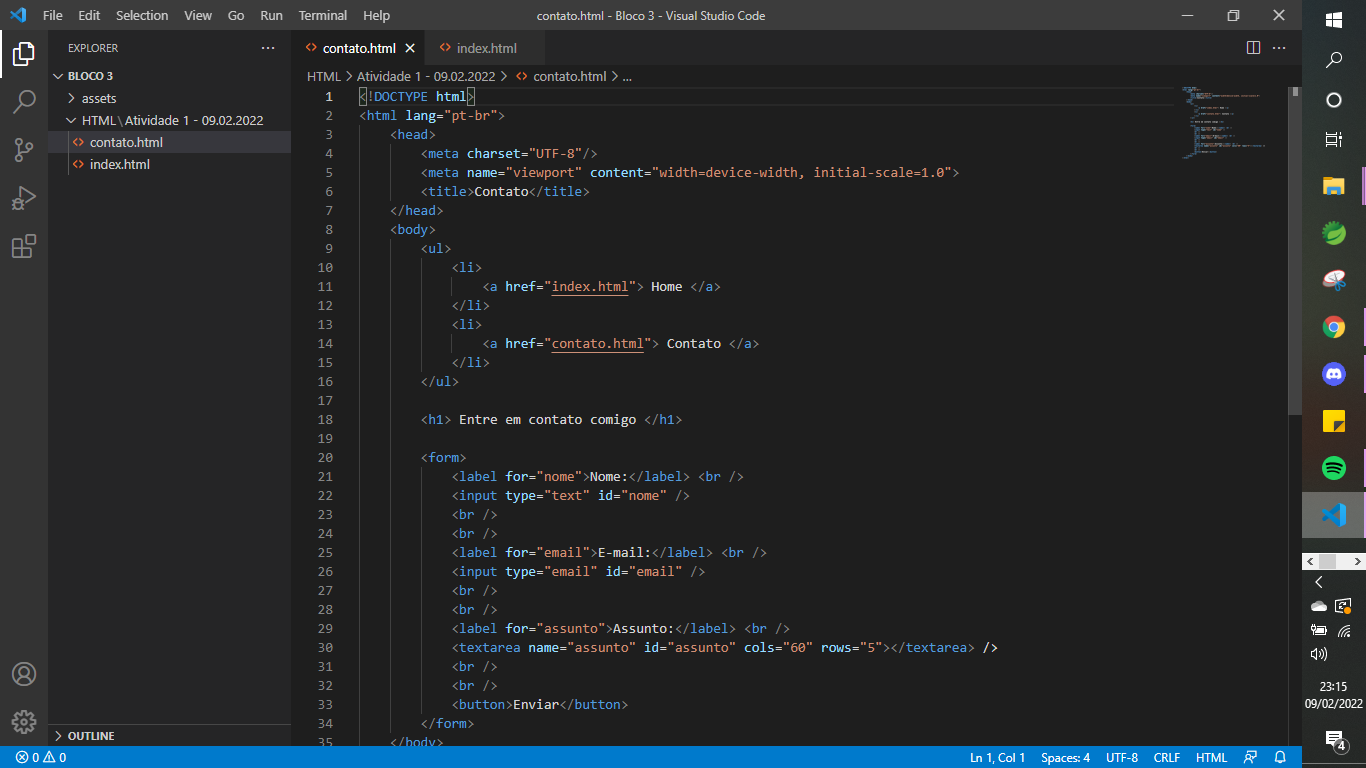 File Edit Selection View Go Run Terminal Help contato.html - Bloco 3 - Visual Studio Code
EXPLORER
BLOCO 3
assets
HTML\Atividade 1 - 09.02.2022
contato.html
index.html
OUTLINE
contato.html index.html
HTML > Atividade 1 - 09.02.2022 > contato.html > ...
1 <!DOCTYPE html>
2 <html lang="pt-br">
3 <head>
4 <meta charset="UTF-8"/>
5 <meta name="viewport" content="width=device-width, initial-scale=1.0">
6 <title>Contato</title>
7 </head>
8 <body>
9 <ul>
10 <li>
11 <a href="index.html"> Home </a>
12 </li>
13 <li>
14 <a href="contato.html"> Contato </a>
15 </li>
16 </ul>
17
18 <h1> Entre em contato comigo </h1>
19
20 <form>
21 <label for="nome">Nome:</label> <br />
22 <input type="text" id="nome" />
23 <br />
24 <br />
25 <label for="email">E-mail:</label> <br />
26 <input type="email" id="email" />
27 <br />
28 <br />
29 <label for="assunto">Assunto:</label> <br />
30 <textarea name="assunto" id="assunto" cols="60" rows="5"></textarea> />
31 <br />
32 <br />
33 <button>Enviar</button>
34 </form>
35 </body>
0 0 Ln 1, Col 1 Spaces: 4 UTF-8 CRLF HTML
23:15
09/02/2022
4